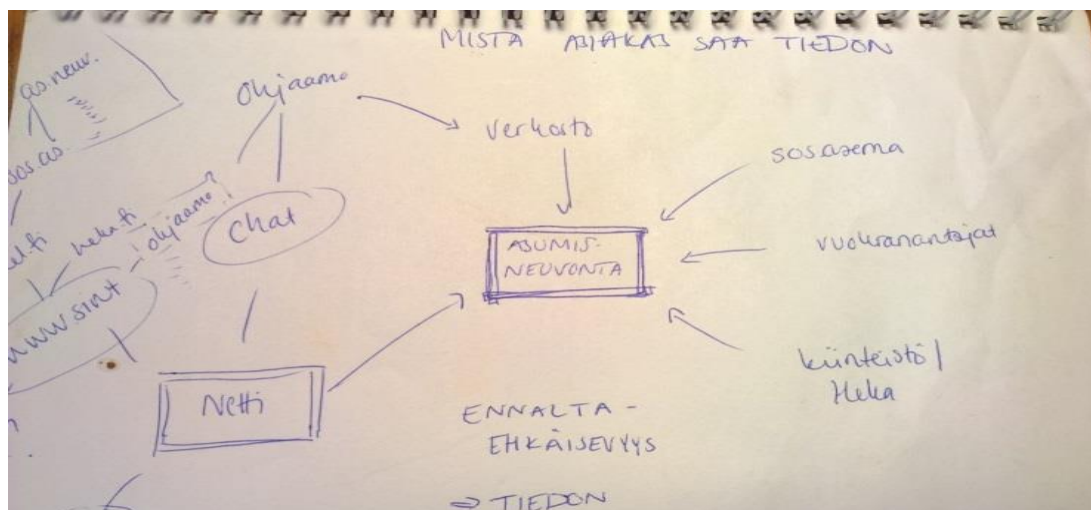 MISTÄ ASIAKAS SAA TIEDON
as.neuv.
ohjaamo
verkosto
sos.as.
sosasema
heka.fi
ohjaamo
chat
ASUMIS-
NEUVONTA
vuokranantajat
www.sivut
kiinteistö/
Heka
Netti
ENNALTA-
EHKÄISEVYYS
⇒ TIEDON